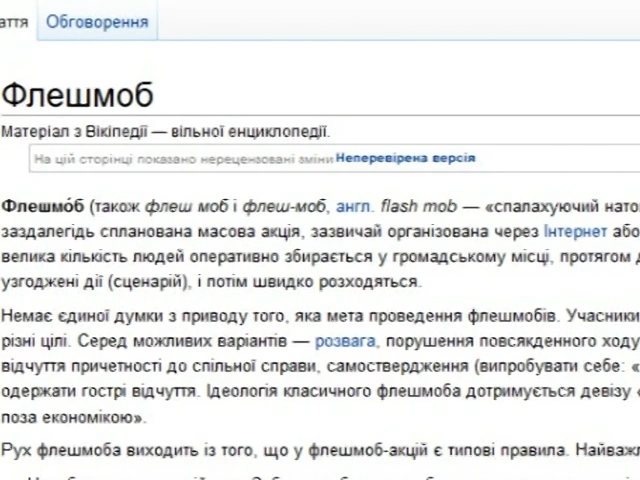 аття Обговорення
Флешмоб
Матеріал з Вікіпедії — вільної енциклопедії.
На цій сторінці показано нерецензовані зміни Неперевірена версія
Флешмо́б (також флеш моб і флеш-моб, англ. flash mob — «спалахуючий нато
заздалегідь спланована масова акція, зазвичай організована через Інтернет або
велика кількість людей оперативно збирається у громадському місці, протягом д
узгоджені дії (сценарій), і потім швидко розходяться.
Немає єдиної думки з приводу того, яка мета проведення флешмобів. Учасники
різні цілі. Серед можливих варіантів — розвага, порушення повсякденного ходу
відчуття причетності до спільної справи, самоствердження (випробувати себе: «
одержати гострі відчуття. Ідеологія класичного флешмоба дотримується девізу «
поза економікою».
Рух флешмоба виходить із того, що у флешмоб-акцій є типові правила. Найважл